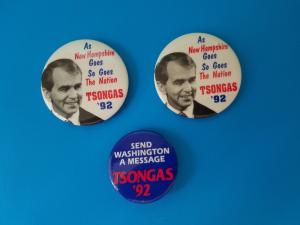 As
New Hampshire
Goes
So Goes
The Nation
TSONGAS
'92
As
New Hampshire
Goes
So Goes
The Nation
TSONGAS
'92
SEND
WASHINGTON
A MESSAGE
TSONGAS
'92